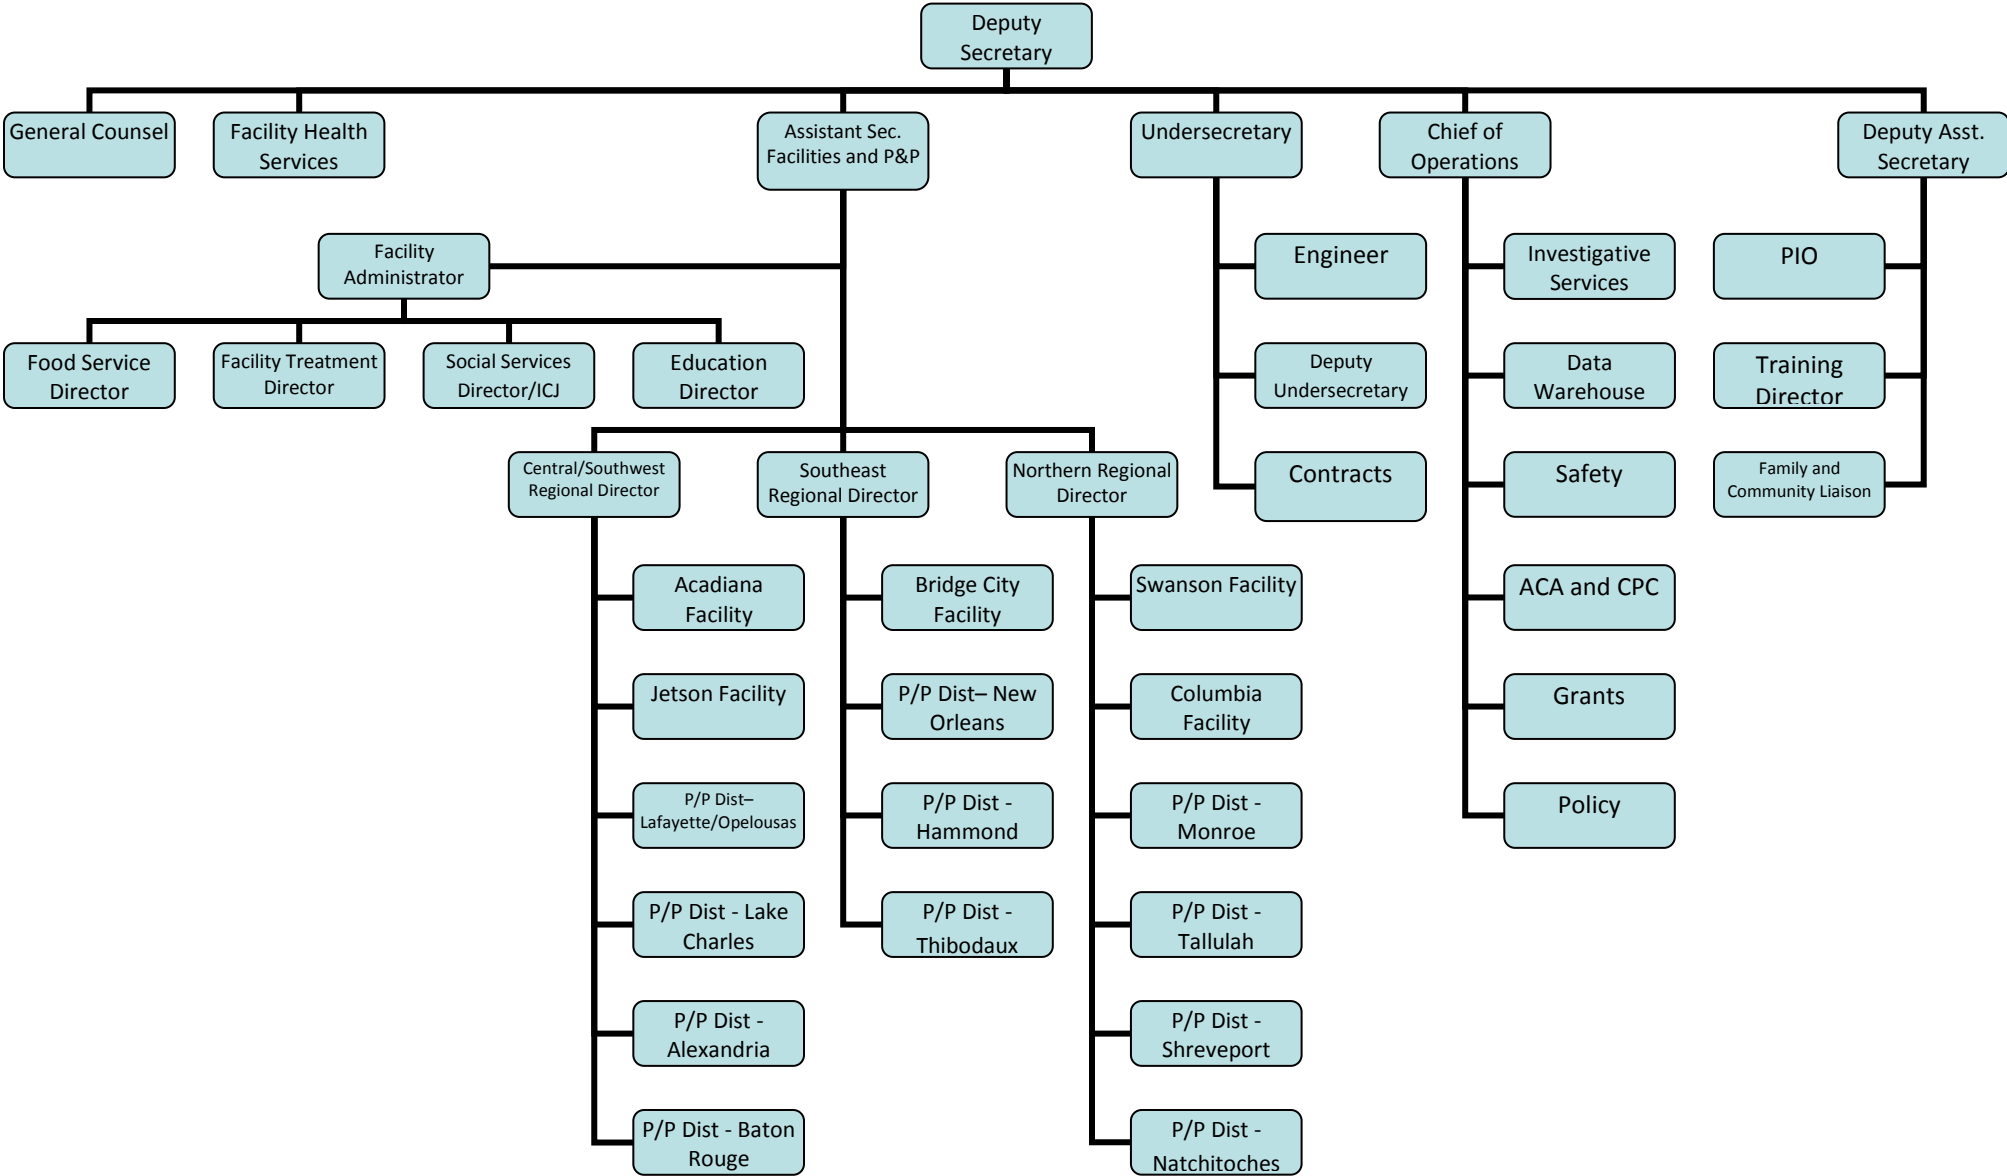 Deputy
Secretary
General Counsel
Facility Health
Services
Assistant Sec.
Facilities and P&P
Undersecretary
Chief of
Operations
Deputy Asst.
Secretary
Facility
Administrator
Food Service
Director
Facility Treatment
Director
Social Services
Director/ICJ
Education
Director
Central/Southwest
Regional Director
Acadiana
Facility
Jetson Facility
P/P Dist–
Lafayette/Opelousas
P/P Dist - Lake
Charles
P/P Dist -
Alexandria
P/P Dist - Baton
Rouge
Southeast
Regional Director
Bridge City
Facility
P/P Dist– New
Orleans
P/P Dist -
Hammond
P/P Dist -
Thibodaux
Northern Regional
Director
Swanson Facility
Columbia
Facility
P/P Dist -
Monroe
P/P Dist -
Tallulah
P/P Dist -
Shreveport
P/P Dist -
Natchitoches
Engineer
Deputy
Undersecretary
Contracts
Investigative
Services
Data
Warehouse
Safety
ACA and CPC
Grants
Policy
PIO
Training
Director
Family and
Community Liaison